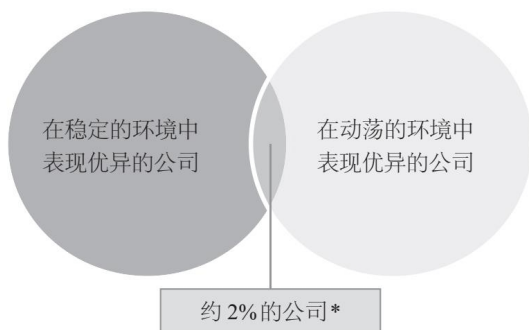 在稳定的环境中
表现优异的公司
在动荡的环境中
表现优异的公司
约 2%的公司*